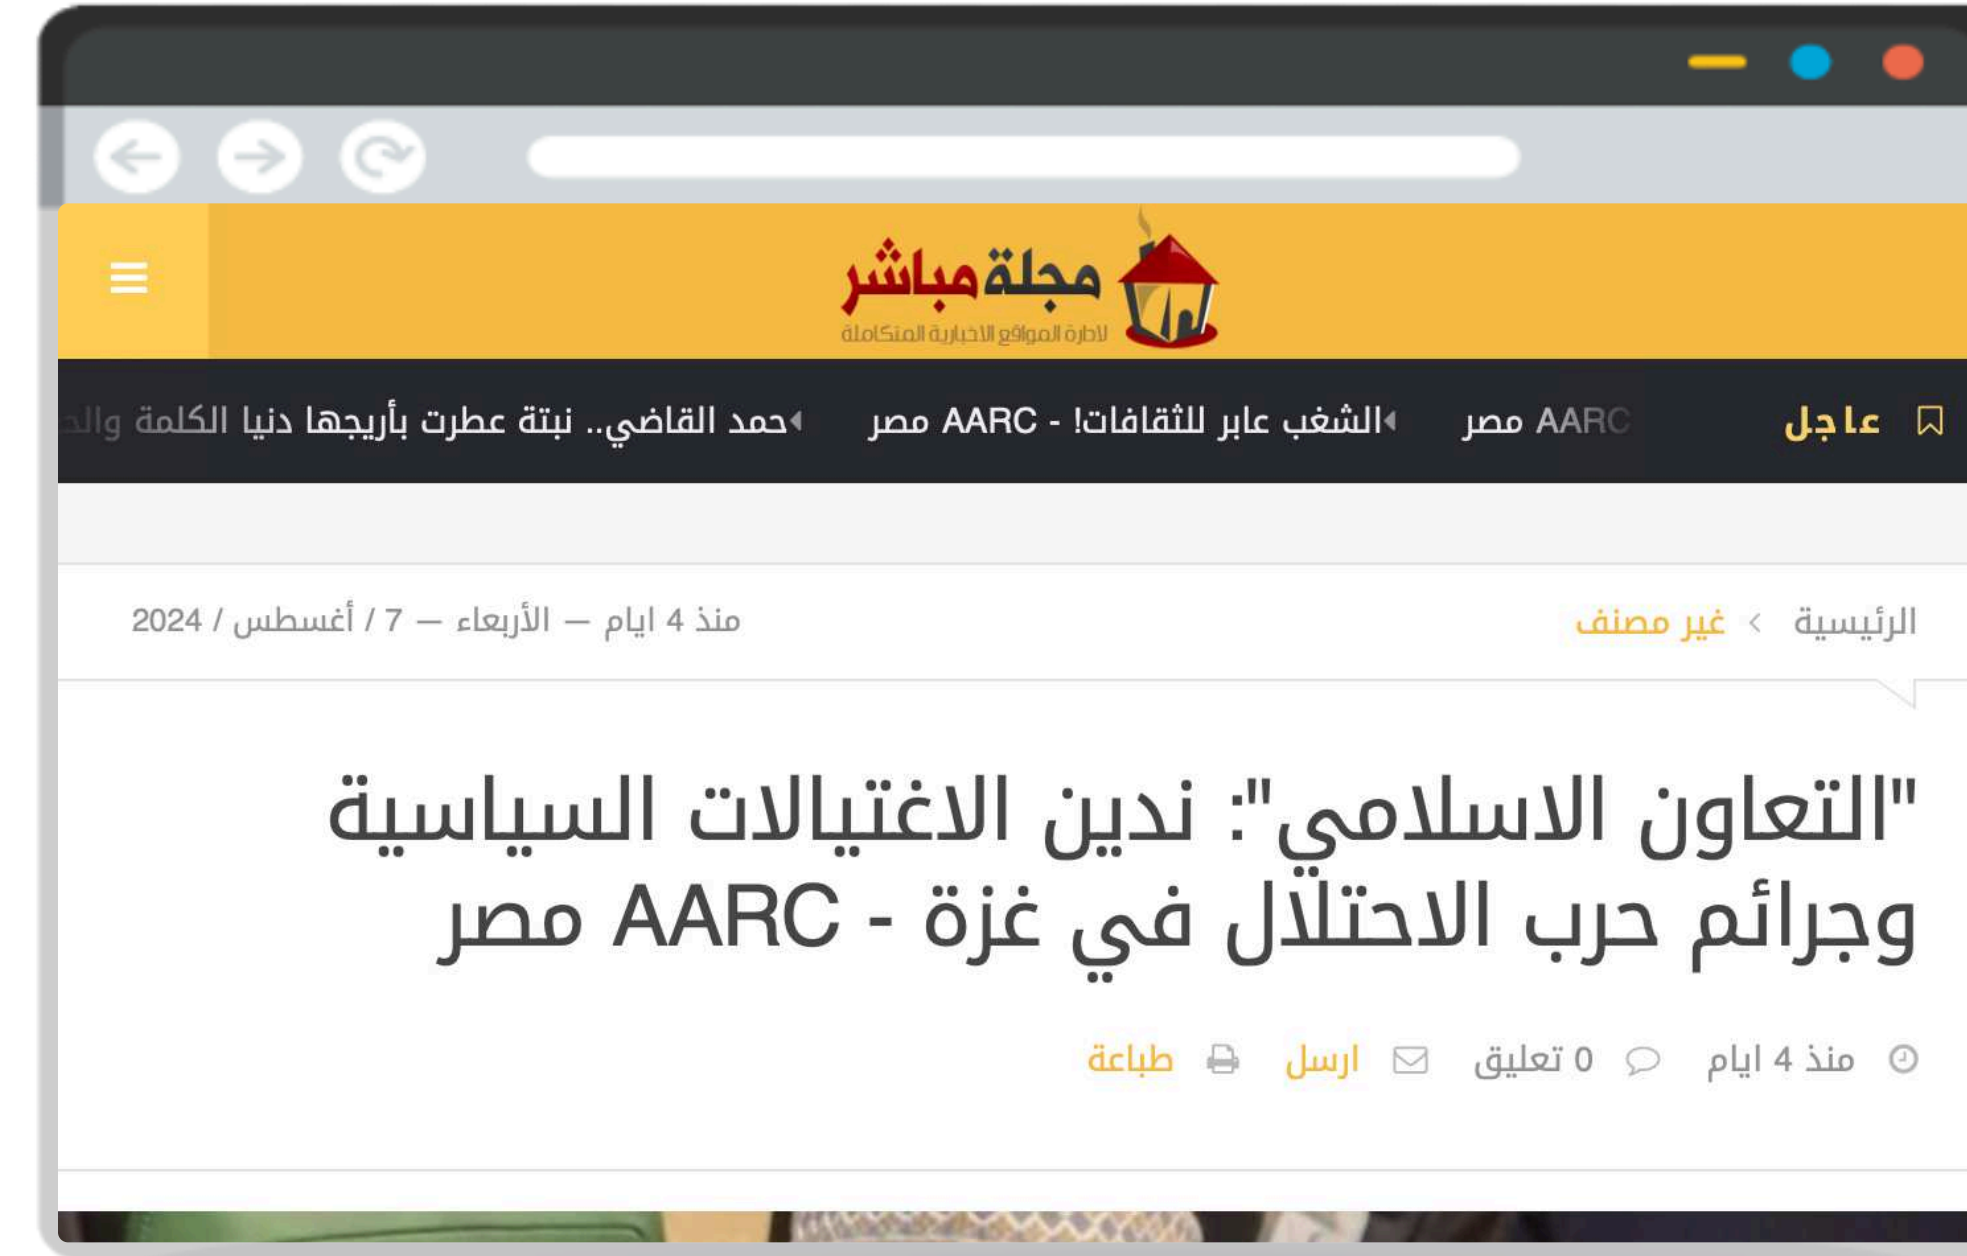 مجلة مباشر
لادارة المواقع الاخبارية المتكاملة
عاجل
AARC مصر
الشغب عابر للثقافات! - AARC مصر
حمد القاضي.. نبتة عطرت بأريجها دنيا الكلمة
الرئيسية > غير مصنف
منذ 4 ايام – الأربعاء – 7 / أغسطس / 2024
"التعاون الاسلامي": ندين الاغتيالات السياسية
وجرائم حرب الاحتلال في غزة - AARC مصر
منذ 4 ايام 0 تعليق ارسل طباعة